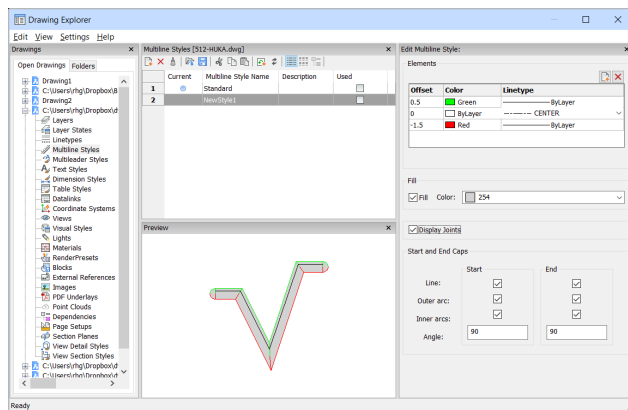 Drawing Explorer
Edit View Settings Help
Drawings
Open Drawings Folders
Drawing1
C:\Users\rhg\Dropbox\B
Drawing2
C:\Users\rhg\Dropbox\d
Layers
Layer States
Linetypes
Multiline Styles
Multileader Styles
Text Styles
Dimension Styles
Table Styles
Datalinks
Coordinate Systems
Views
Visual Styles
Lights
Materials
RenderPresets
Blocks
External References
Images
PDF Underlays
Point Clouds
Dependencies
Page Setups
Section Planes
View Detail Styles
View Section Styles
C:\Users\rhg\Dropbox\d
C:\Users\rhg\Dropbox\d
Multiline Styles [512-HUKA.dwg]
Current Multiline Style Name Description Used
1 Standard
2 NewStyle1
Preview
Edit Multiline Style:
Elements
Offset Color Linetype
0.5 Green ByLayer
0 ByLayer CENTER
-1.5 Red ByLayer
Fill
Fill Color: 254
Display Joints
Start and End Caps
Start End
Line:
Outer arc:
Inner arcs:
Angle: 90 90
Ready